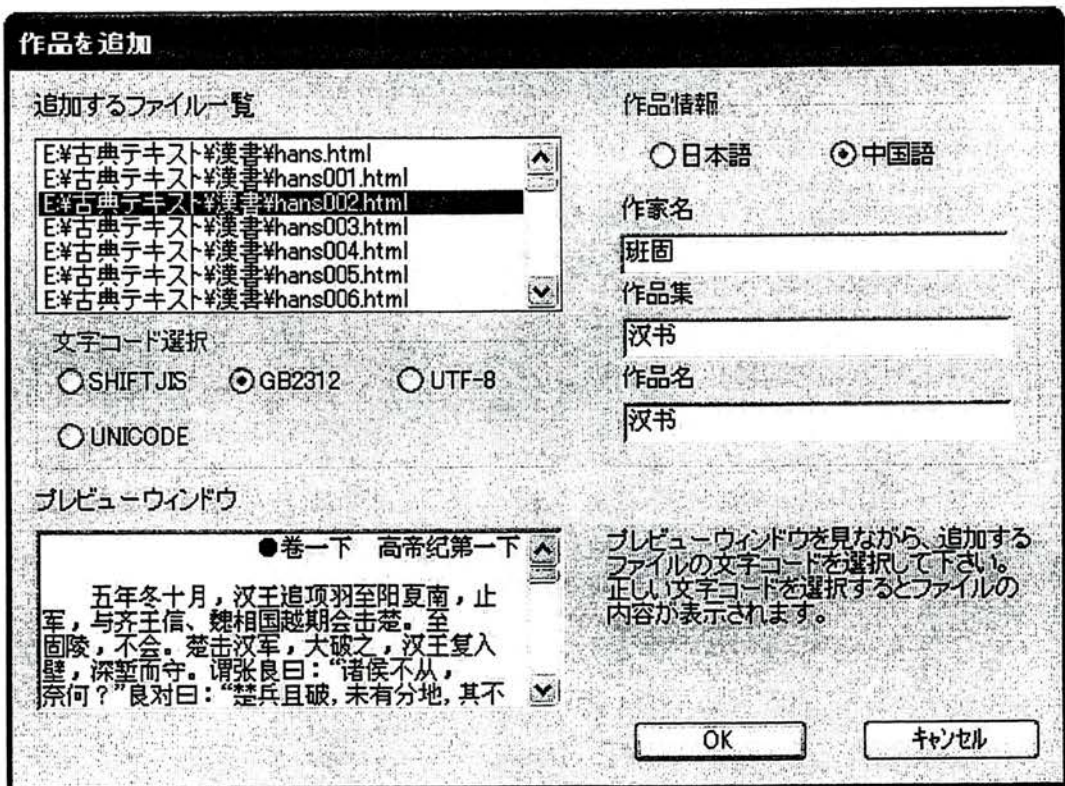 作品を追加
追加するファイル一覧
E:¥古典テキスト¥漢書¥hans.html
E:¥古典テキスト¥漢書¥hans001.html
E:¥古典テキスト¥漢書¥hans002.html
E:¥古典テキスト¥漢書¥hans003.html
E:¥古典テキスト¥漢書¥hans004.html
E:¥古典テキスト¥漢書¥hans005.html
E:¥古典テキスト¥漢書¥hans006.html
文字コード選択
SHIFTJIS GB2312 UTF-8
UNICODE
プレビューウィンドウ
●卷一下 高帝纪第一下
五年冬十月，汉王追项羽至阳夏南，止
军，与齐王信、魏相国越期会击楚。至
固陵，不会。楚击汉军，大破之，汉王复入
壁，深堑而守。谓张良曰：“诸侯不从，
奈何？”良对曰：“楚兵且破，未有分地，其不
作品情報
日本語 中国語
作家名
班固
作品集
汉书
作品名
汉书
プレビューウィンドウを見ながら、追加する
ファイルの文字コードを選択して下さい。
正しい文字コードを選択するとファイルの
内容が表示されます。
OK キャンセル